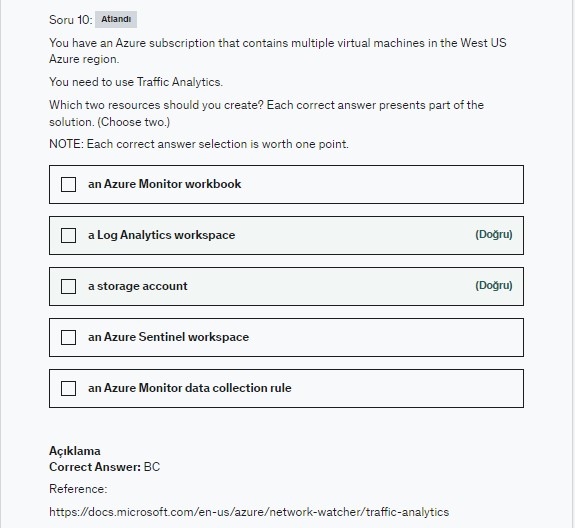 Soru 10: Atlandı
You have an Azure subscription that contains multiple virtual machines in the West US
Azure region.
You need to use Traffic Analytics.
Which two resources should you create? Each correct answer presents part of the
solution. (Choose two.)
NOTE: Each correct answer selection is worth one point.
an Azure Monitor workbook
a Log Analytics workspace (Doğru)
a storage account (Doğru)
an Azure Sentinel workspace
an Azure Monitor data collection rule
Açıklama
Correct Answer: BC
Reference:
https://docs.microsoft.com/en-us/azure/network-watcher/traffic-analytics